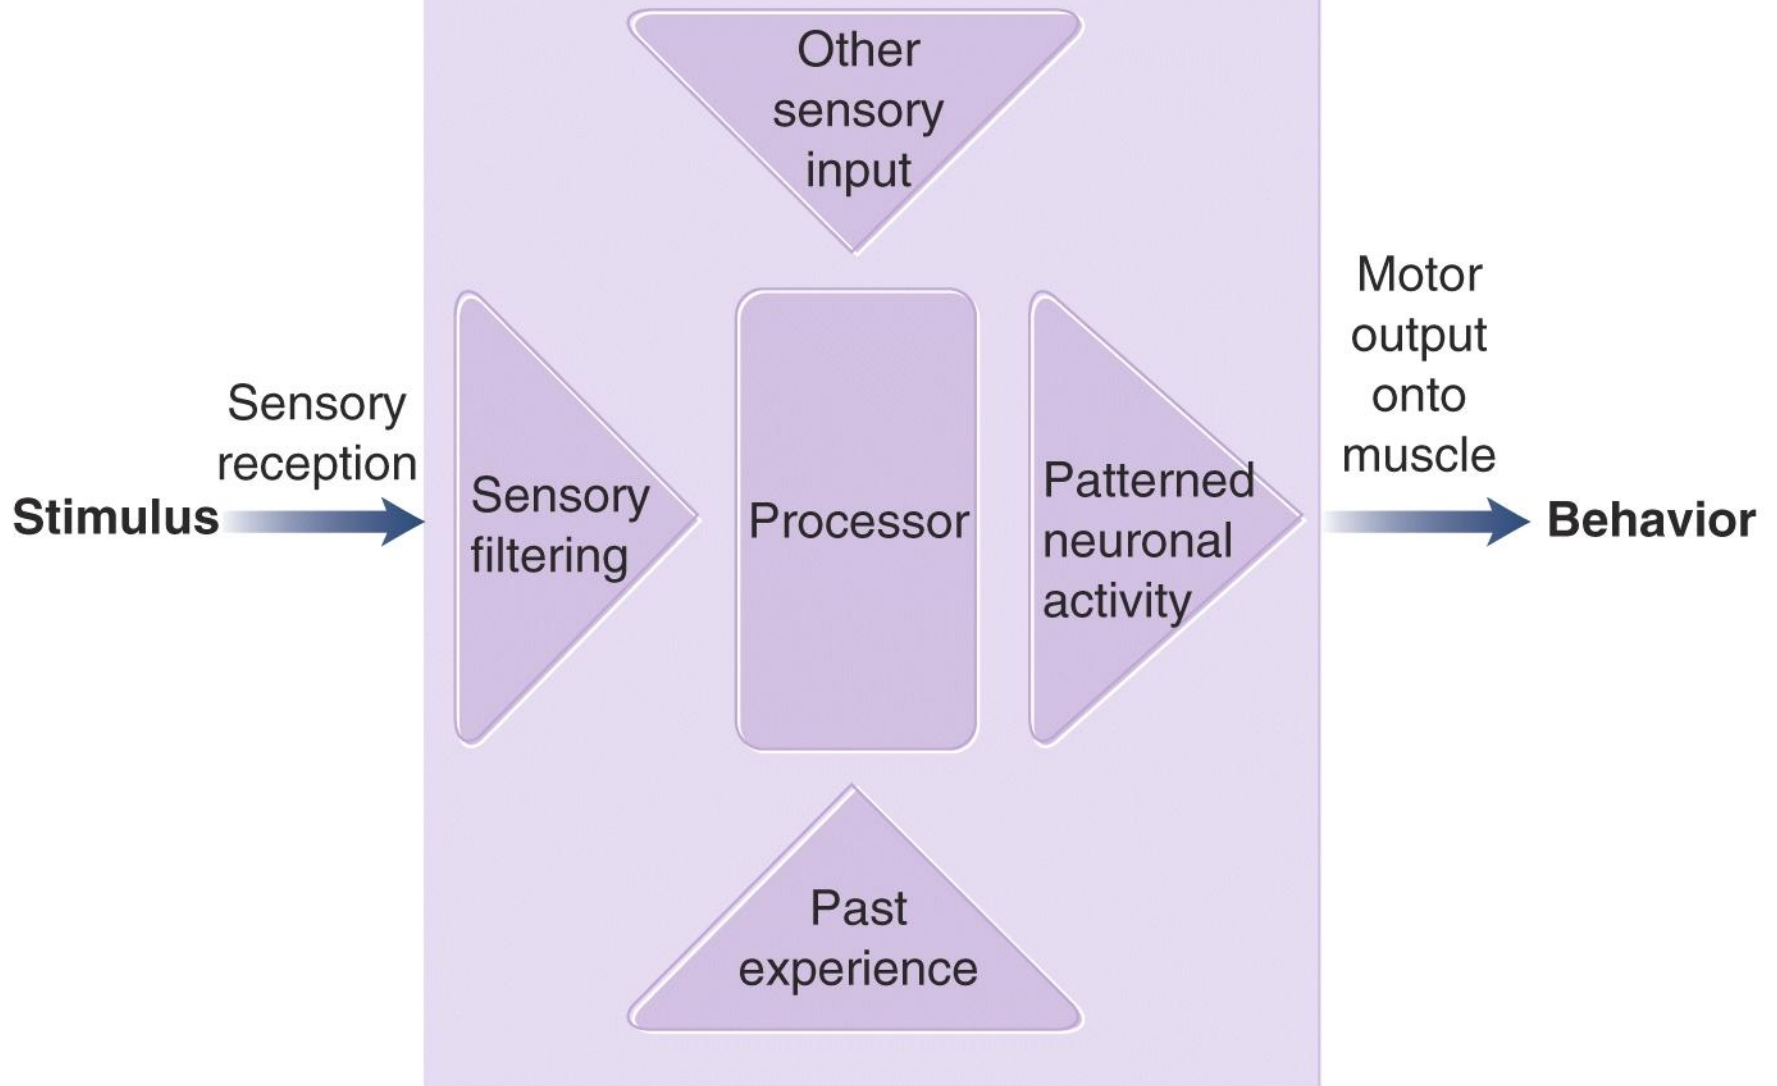 Other
sensory
input
Sensory
reception
Stimulus
Sensory
filtering
Processor
Patterned
neuronal
activity
Motor
output
onto
muscle
Behavior
Past
experience